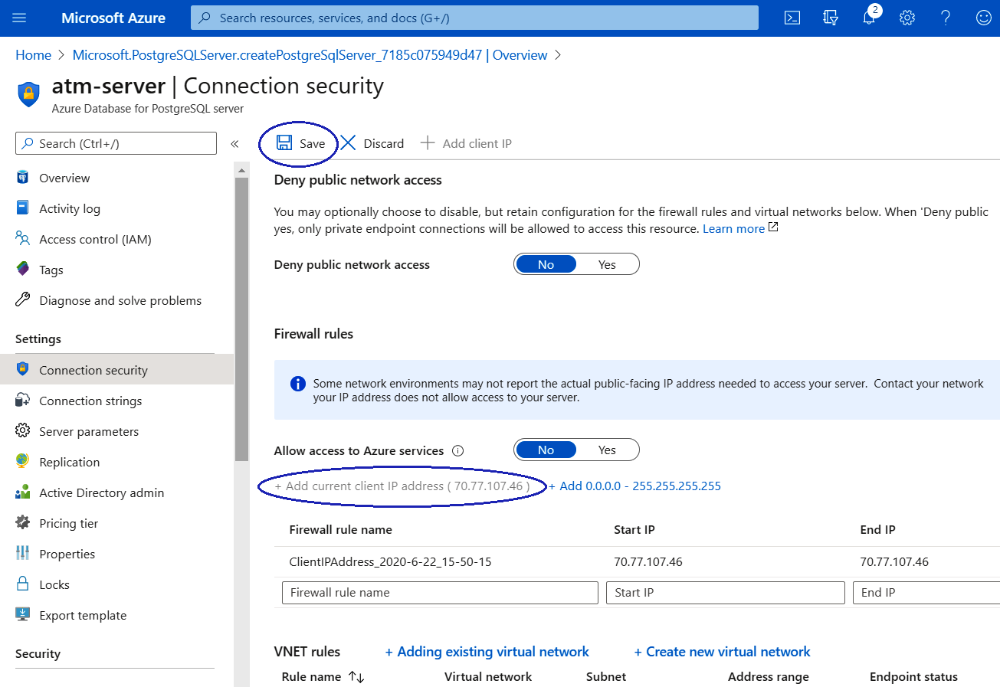 Microsoft Azure
Search resources, services, and docs (G+/)
2
Home > Microsoft.PostgreSQLServer.createPostgreSqlServer_7185c075949d47 | Overview >
atm-server | Connection security
Azure Database for PostgreSQL server
Search (Ctrl+/)
«
Save
Discard
+ Add client IP
Overview
Activity log
Access control (IAM)
Tags
Diagnose and solve problems
Settings
Connection security
Connection strings
Server parameters
Replication
Active Directory admin
Pricing tier
Properties
Locks
Export template
Security
Deny public network access
You may optionally choose to disable, but retain configuration for the firewall rules and virtual networks below. When 'Deny public
yes, only private endpoint connections will be allowed to access this resource. Learn more
Deny public network access No Yes
Firewall rules
Some network environments may not report the actual public-facing IP address needed to access your server.  Contact your network
your IP address does not allow access to your server.
Allow access to Azure services No Yes
+ Add current client IP address ( 70.77.107.46 ) + Add 0.0.0.0 - 255.255.255.255
Firewall rule name Start IP End IP
ClientIPAddress_2020-6-22_15-50-15 70.77.107.46 70.77.107.46
Firewall rule name Start IP End IP
VNET rules + Adding existing virtual network + Create new virtual network
Rule name ↑↓ Virtual network Subnet Address range Endpoint status